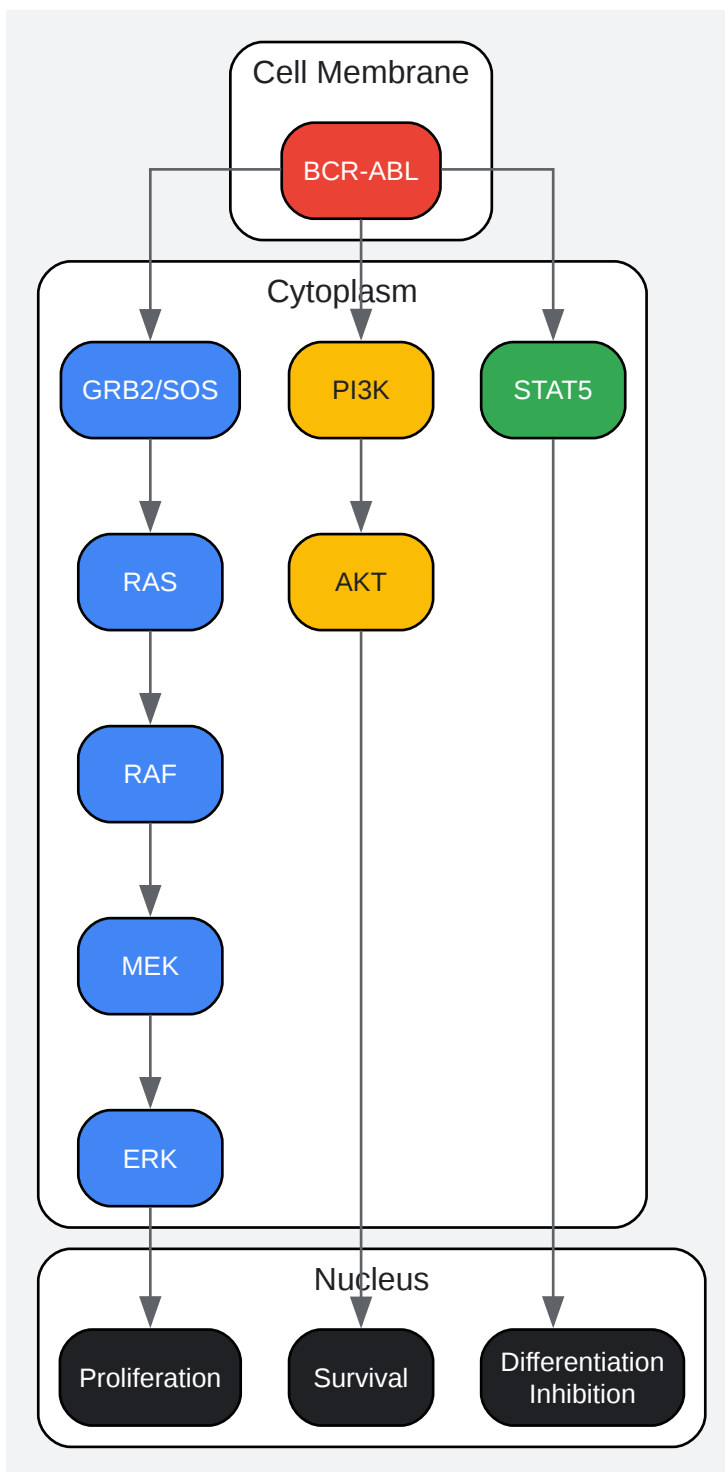 Cell Membrane
BCR-ABL
Cytoplasm
GRB2/SOS
PI3K
STAT5
RAS
AKT
RAF
MEK
ERK
Nucleus
Proliferation
Survival
Differentiation
Inhibition